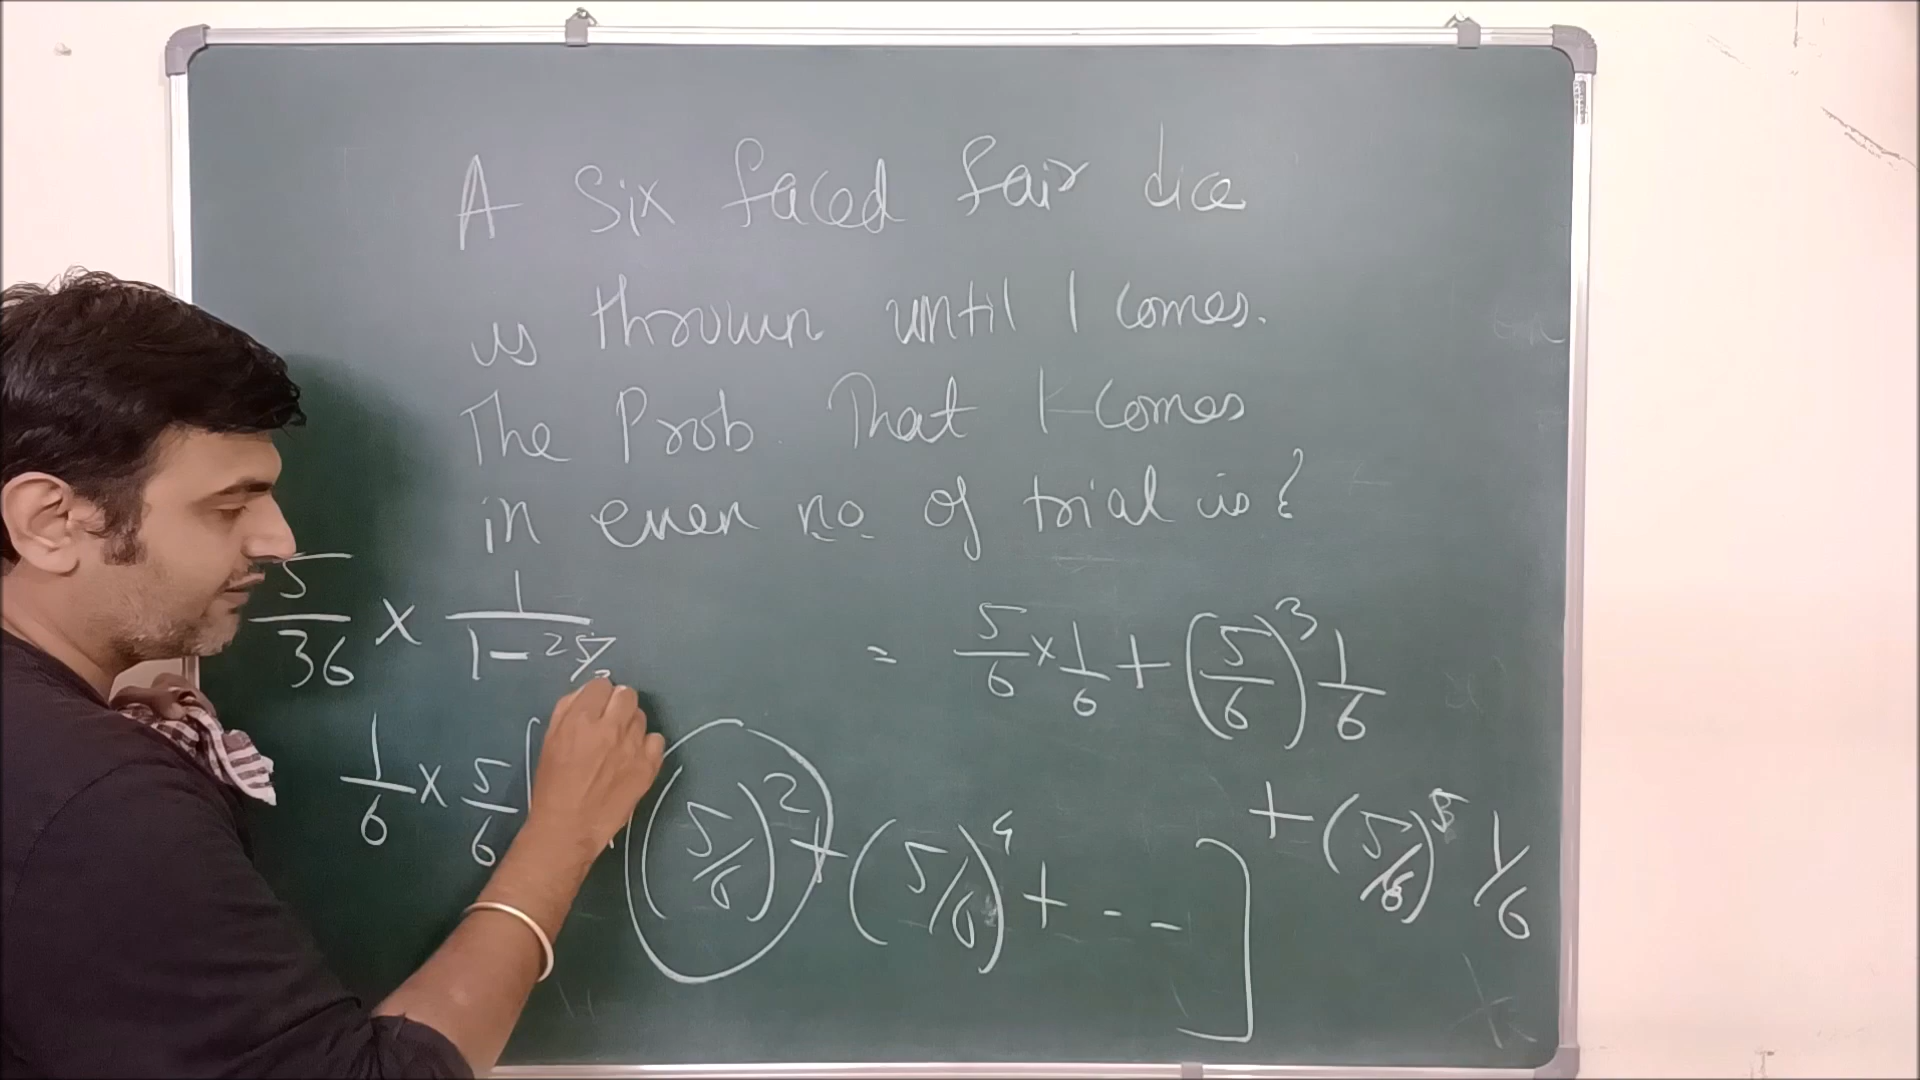 A Six faced fair dice
is thrown until 1 comes.
The Prob. That 1 comes
in even no of trial is?
5/36 × 1/1-25/
= 5/6 × 1/6 + (5/6)^3 1/6
+ (5/6)^5 1/6
1/6 × 5/6 [ (5/6)^2 + (5/6)^4 + - - ]